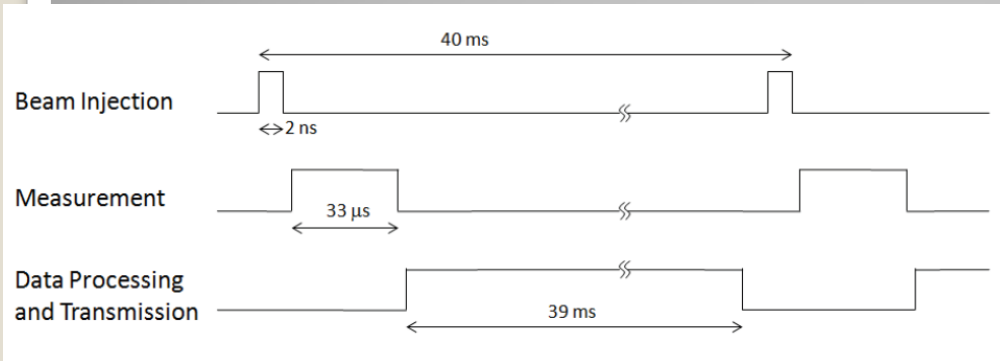 40 ms
Beam Injection
2 ns
Measurement
33 μs
Data Processing
and Transmission
39 ms